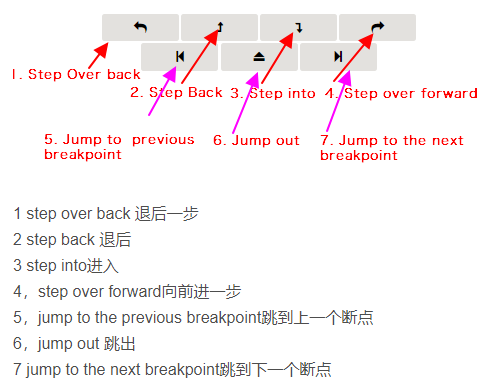 1. Step Over back
2. Step Back
3. Step into
4. Step over forward
5. Jump to previous
breakpoint
6. Jump out
7. Jump to the next
breakpoint
1 step over back 退后一步
2 step back 退后
3 step into进入
4，step over forward向前进一步
5，jump to the previous breakpoint跳到上一个断点
6，jump out 跳出
7 jump to the next breakpoint跳到下一个断点